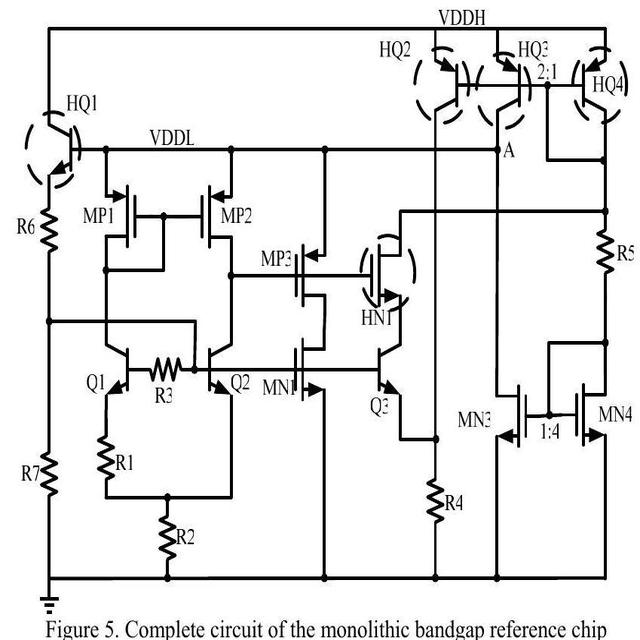 VDDH
HQ2
HQ3
2:1
HQ4
HQ1
VDDL
A
MP1
MP2
R6
R5
MP3
HN1
Q1
R3
Q2
MN1
Q3
MN3
1:4
MN4
R1
R7
R4
R2
Figure 5. Complete circuit of the monolithic bandgap reference chip